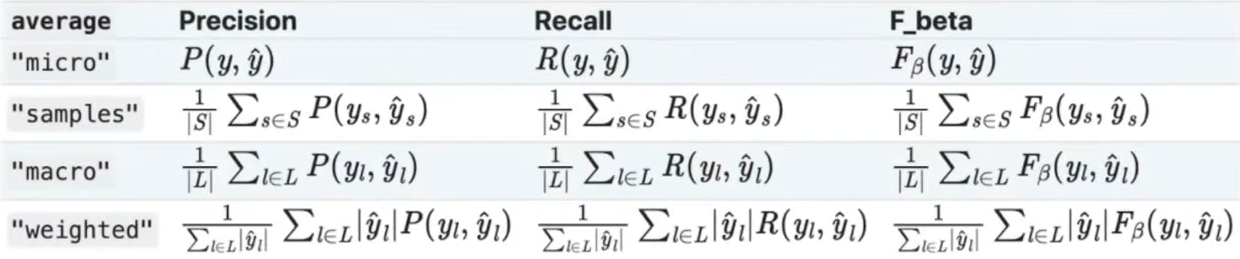 average Precision Recall F_beta
"micro" P(y, ŷ) R(y, ŷ) F_β(y, ŷ)
"samples" 1/|S| ∑_{s∈S} P(y_s, ŷ_s) 1/|S| ∑_{s∈S} R(y_s, ŷ_s) 1/|S| ∑_{s∈S} F_β(y_s, ŷ_s)
"macro" 1/|L| ∑_{l∈L} P(y_l, ŷ_l) 1/|L| ∑_{l∈L} R(y_l, ŷ_l) 1/|L| ∑_{l∈L} F_β(y_l, ŷ_l)
"weighted" 1/∑_{l∈L}|ŷ_l| ∑_{l∈L}|ŷ_l|P(y_l, ŷ_l) 1/∑_{l∈L}|ŷ_l| ∑_{l∈L}|ŷ_l|R(y_l, ŷ_l) 1/∑_{l∈L}|ŷ_l| ∑_{l∈L}|ŷ_l|F_β(y_l, ŷ_l)